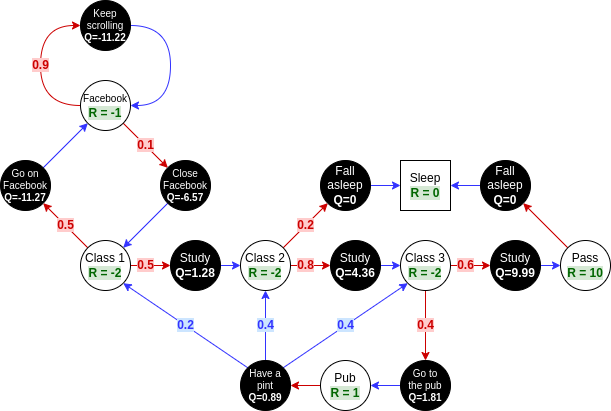 Keep
scrolling
Q=-11.22
0.9
Facebook
R = -1
0.1
Go on
Facebook
Q=-11.27
Close
Facebook
Q=-6.57
Fall
asleep
Q=0
Sleep
R = 0
Fall
asleep
Q=0
0.5
0.2
Class 1
R = -2
0.5
Study
Q=1.28
Class 2
R = -2
0.8
Study
Q=4.36
Class 3
R = -2
0.6
Study
Q=9.99
Pass
R = 10
0.2
0.4
0.4
0.4
Have a
pint
Q=0.89
Pub
R = 1
Go to
the pub
Q=1.81